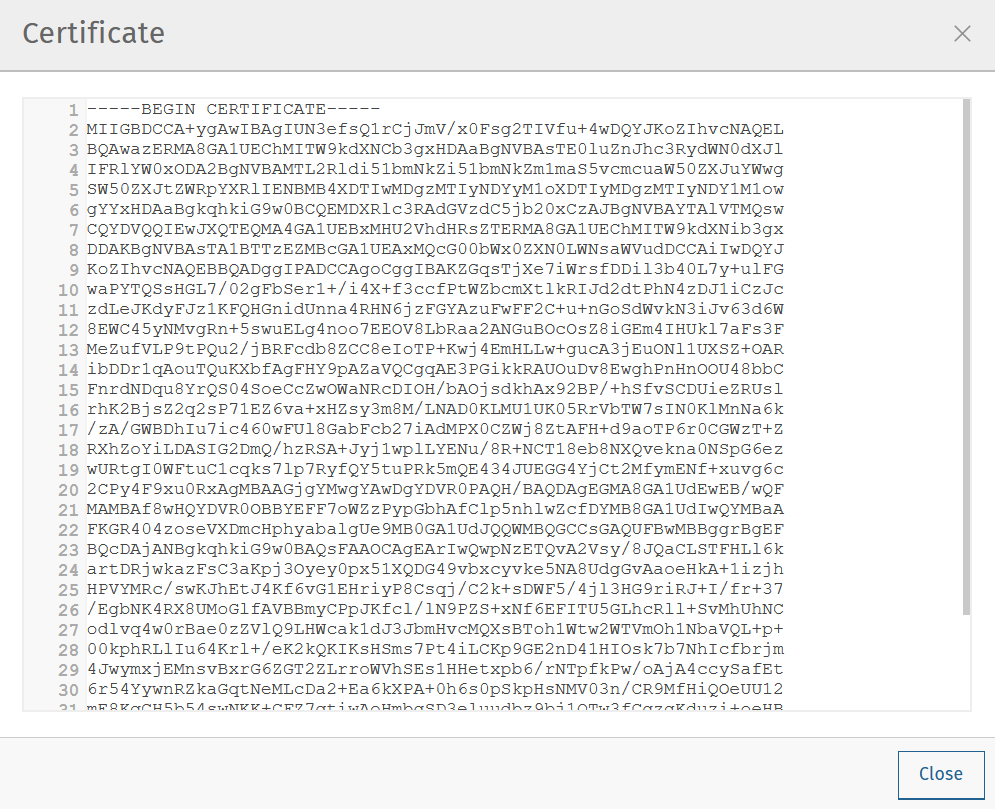 Certificate
1 -----BEGIN CERTIFICATE-----
2 MIIGBDCCA+ygAwIBAgIUN3efsQ1rCjJmV/x0Fsg2TIVfu+4wDQYJKoZIhvcNAQEL
3 BQAwazERMA8GA1UEChMITW9kdXNCb3gxHDAaBgNVBAsTE0luZnJhc3RydWN0dXJl
4 IFRlYW0xODA2BgNVBAMTL2Rldi51bmNkZi51bmNkZm1maS5vcmcuaW50ZXJuYWwg
5 SW50ZXJtZWRpYXRlIENBMB4XDTIwMDgzMTIyNDYyM1oXDTIyMDgzMTIyNDY1M1ow
6 gYYxHDAaBgkqhkiG9w0BCQEMDXRlc3RAdGVzdC5jb20xCzAJBgNVBAYTAlVTMQsw
7 CQYDVQQIEwJXQTEQMA4GA1UEBxMHU2VhdHRsZTERMA8GA1UEChMITW9kdXNib3gx
8 DDAKBgNVBAsTA1BTTzEZMBcGA1UEAxMQcG00bWx0ZXN0LWNsaWVudDCCAiIwDQYJ
9 KoZIhvcNAQEBBQADggIPADCCAgoCggIBAKZGqsTjXe7iWrsfDDil3b40L7y+ulFG
10 waPYTQSsHGL7/02gFbSer1+/i4X+f3ccfPtWZbcmXtlkRIJd2dtPhN4zDJ1iCzJc
11 zdLeJKdyFJz1KFQHGnidUnna4RHN6jzFGYAzuFwFF2C+u+nGoSdWvkN3iJv63d6W
12 8EWC45yNMvgRn+5swuELg4noo7EEOV8LbRaa2ANGuBOcOsZ8iGEm4IHUkl7aFs3F
13 MeZufVLP9tPQu2/jBRFcdb8ZCC8eIoTP+Kwj4EmHLLw+gucA3jEuONl1UXSZ+OAR
14 ibDDr1qAouTQuKXbfAgFHY9pAZaVQCgqAE3PGikkRAUOuDv8EwghPnHnOOU48bbC
15 FnrdNDqu8YrQS04SoeCcZwOWaNRcDIOH/bAOjsdkhAx92BP/+hSfvSCDUieZRUsl
16 rhK2BjsZ2q2sP71EZ6va+xHZsy3m8M/LNAD0KLMU1UK05RrVbTW7sIN0KlMnNa6k
17 /zA/GWBDhIu7ic460wFUl8GabFcb27iAdMPX0CZWj8ZtAFH+d9aoTP6r0CGWzT+Z
18 RXhZoYiLDASIG2DmQ/hzRSA+Jyj1wplLYENu/8R+NCT18eb8NXQvekna0NSpG6ez
19 wURtgI0WFtuC1cqks7lp7RyfQY5tuPRk5mQE434JUEGG4YjCt2MfymENf+xuvg6c
20 2CPy4F9xu0RxAgMBAAGjgYMwgYAwDgYDVR0PAQH/BAQDAgEGMA8GA1UdEwEB/wQF
21 MAMBAf8wHQYDVR0OBBYEFF7oWZzPypGbhAfClp5nhlwZcfDYMB8GA1UdIwQYMBaA
22 FKGR404zoseVXDmcHphyabalgUe9MB0GA1UdJQQWMBQGCCsGAQUFBwMBBggrBgEF
23 BQcDAjANBgkqhkiG9w0BAQsFAAOCAgEArIwQwpNzETQvA2Vsy/8JQaCLSTFHLl6k
24 artDRjwkazFsC3aKpj3Oyey0px51XQDG49vbxcyvke5NA8UdgGvAaoeHkA+1izjh
25 HPVYMRc/swKJhEtJ4Kf6vG1EHriyP8Csqj/C2k+sDWF5/4jl3HG9riRJ+I/fr+37
26 /EgbNK4RX8UMoGlfAVBBmyCPpJKfcl/lN9PZS+xNf6EFITU5GLhcRll+SvMhUhNC
27 odlvq4w0rBae0zZVlQ9LHWcak1dJ3JbmHvcMQXsBToh1Wtw2WTVmOh1NbaVQL+p+
28 00kphRLlIu64Krl+/eK2kQKIKsHSms7Pt4iLCKp9GE2nD41HIOsk7b7NhIcfbrjm
29 4JwymxjEMnsvBxrG6ZGT2ZLrroWVhSEs1HHetxpb6/rNTpfkPw/oAjA4ccySafEt
30 6r54YywnRZkaGqtNeMLcDa2+Ea6kXPA+0h6s0pSkpHsNMV03n/CR9MfHiQOeUU12
31
Close